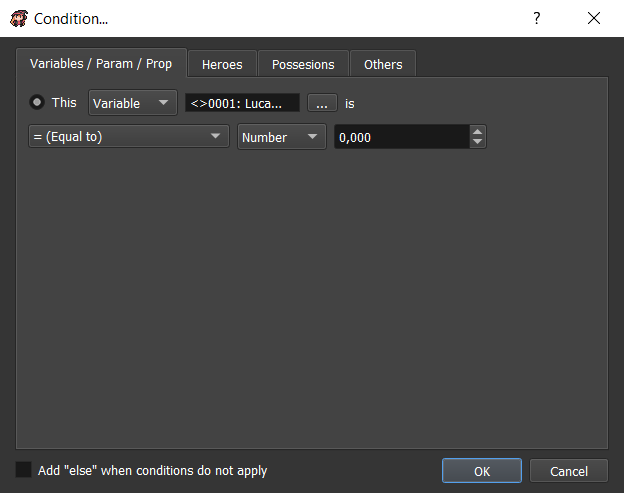 Condition... ?
Variables / Param / Prop Heroes Possesions Others
This Variable <>0001: Luca... ... is
= (Equal to) Number 0,000
Add "else" when conditions do not apply OK Cancel